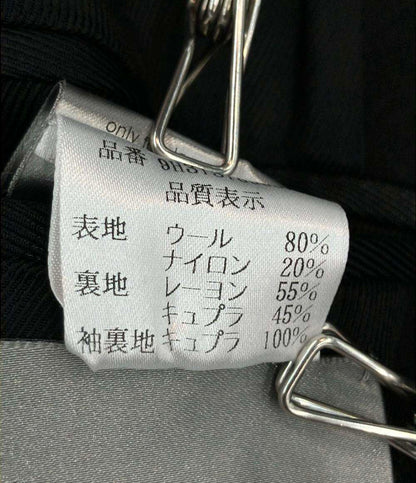 only
品番
品質表示
表地 ウール 80%
ナイロン 20%
裏地 レーヨン 55%
キュプラ 45%
袖裏地 キュプラ 100%